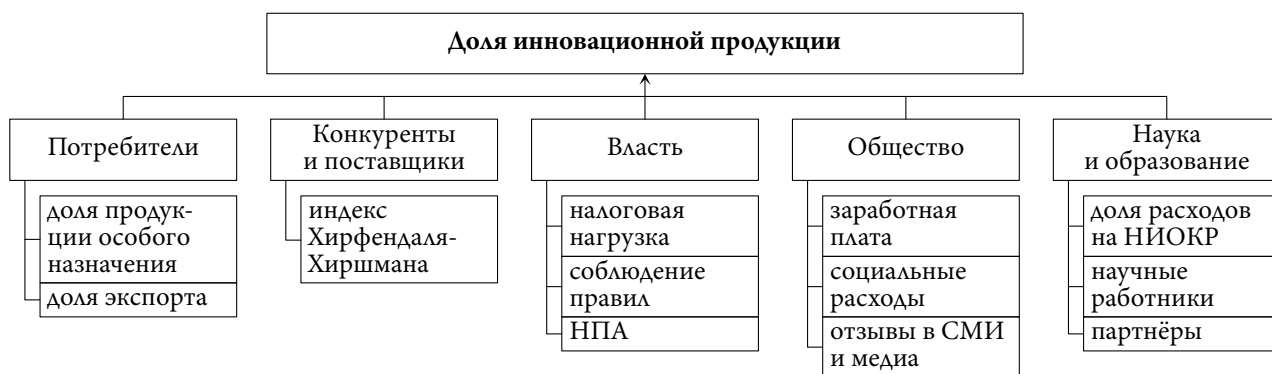 Доля инновационной продукции
Потребители
доля продук-
ции особого
назначения
доля экспорта
Конкуренты
и поставщики
индекс
Хирфендаля-
Хиршмана
Власть
налоговая
нагрузка
соблюдение
правил
НПА
Общество
заработная
плата
социальные
расходы
отзывы в СМИ
и медиа
Наука
и образование
доля расходов
на НИОКР
научные
работники
партнёры